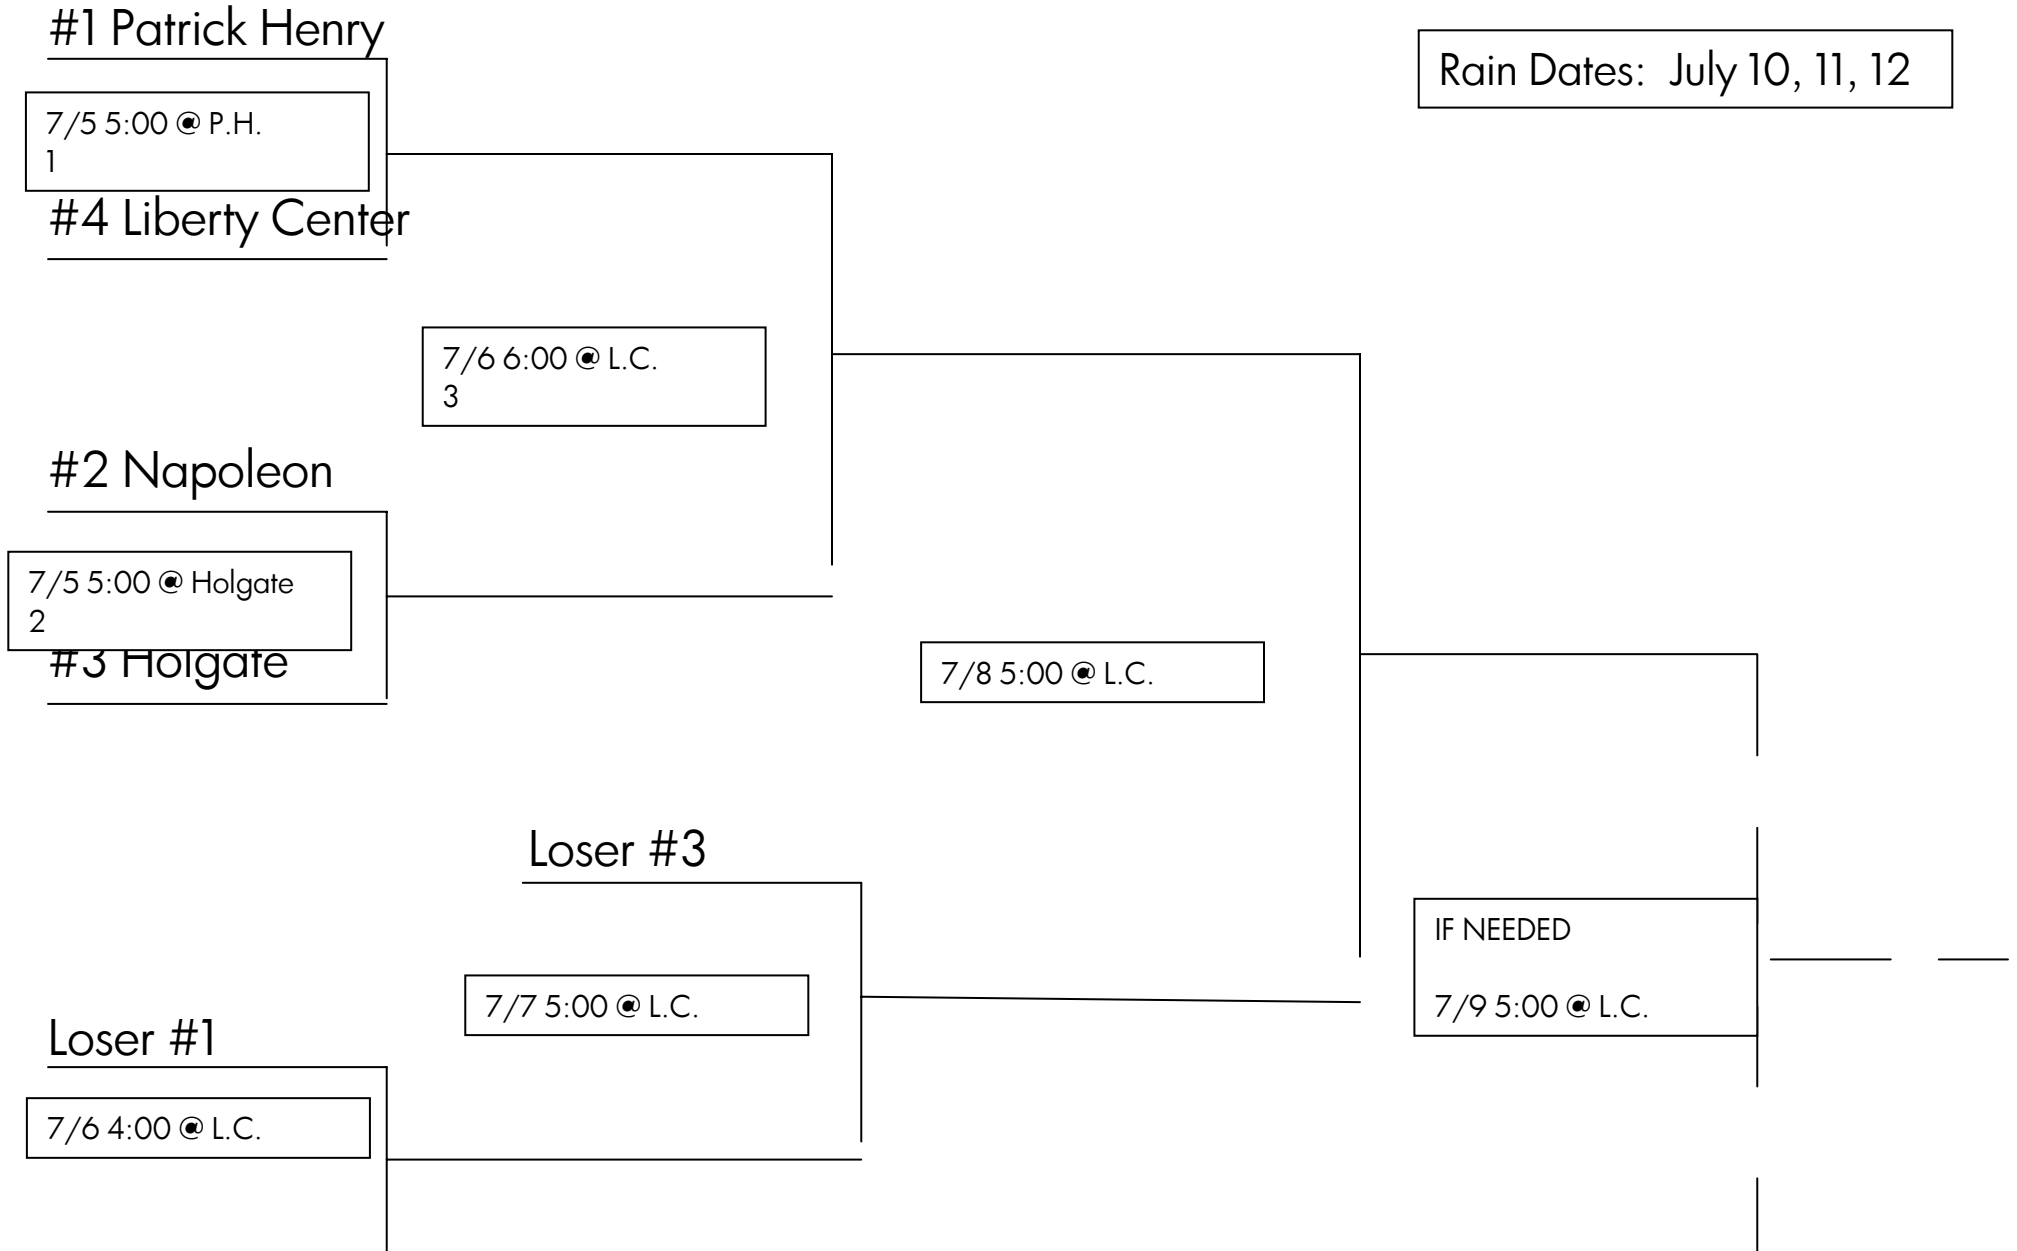 #1 Patrick Henry
Rain Dates: July 10, 11, 12
7/5 5:00 @ P.H.
1
#4 Liberty Center
7/6 6:00 @ L.C.
3
#2 Napoleon
7/5 5:00 @ Holgate
2
#3 Holgate
7/8 5:00 @ L.C.
Loser #3
IF NEEDED
7/7 5:00 @ L.C.
7/9 5:00 @ L.C.
Loser #1
7/6 4:00 @ L.C.